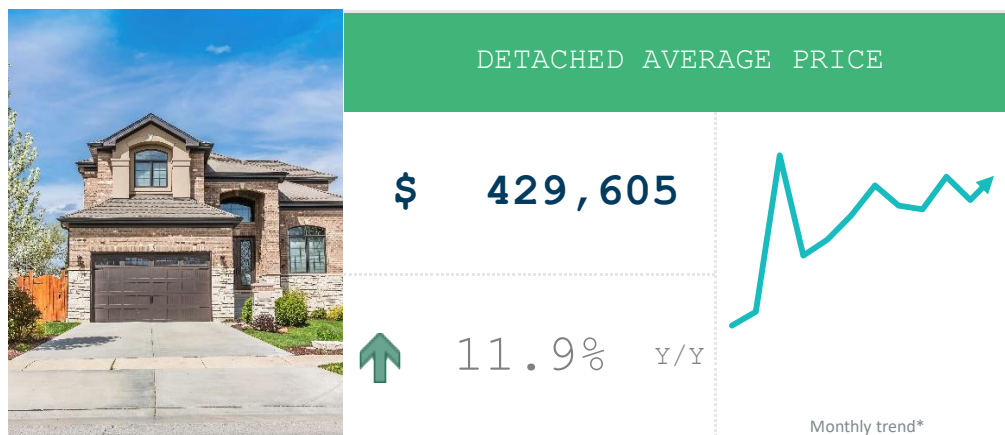 DETACHED AVERAGE PRICE
$ 429,605
11.9% Y/Y
Monthly trend*